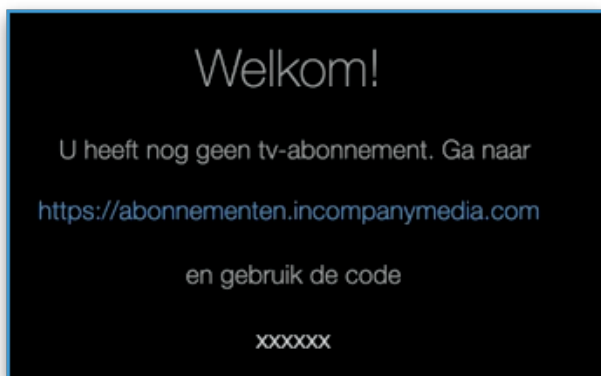 Welkom!
U heeft nog geen tv-abonnement. Ga naar
https://abonnementen.incompanymedia.com
en gebruik de code
xxxxxx